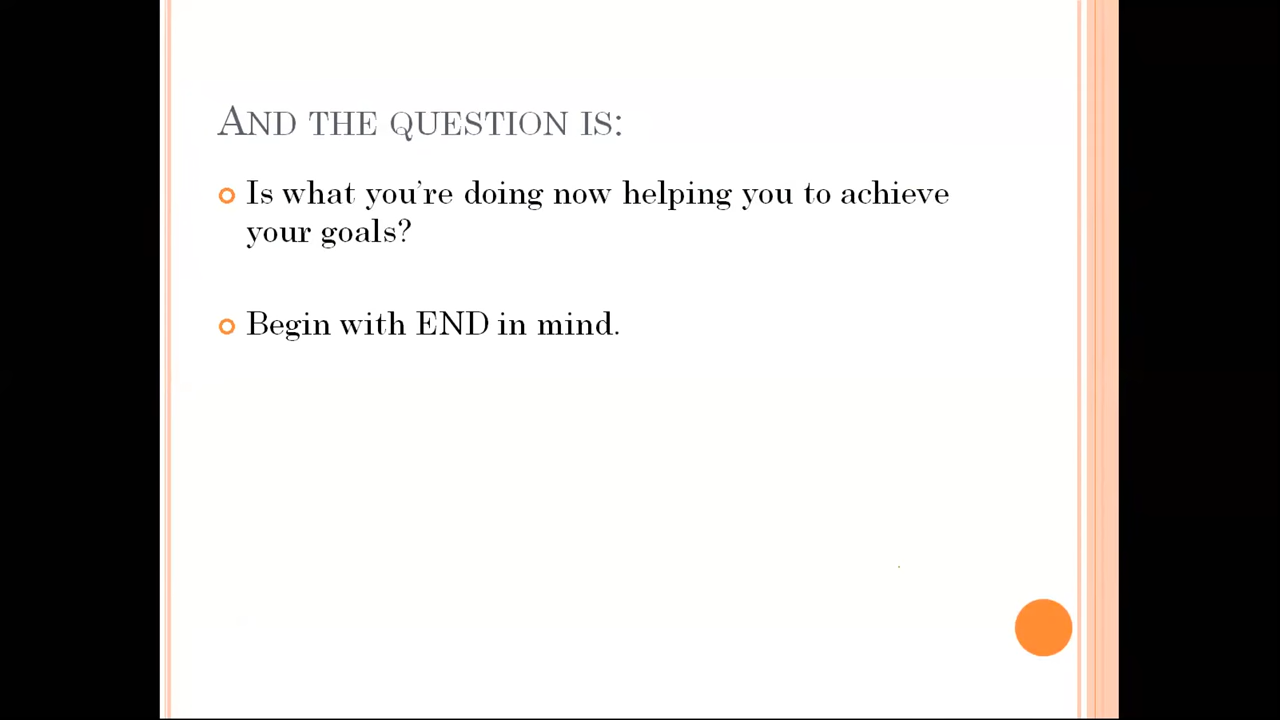 AND THE QUESTION IS:
Is what you're doing now helping you to achieve
your goals?
Begin with END in mind.